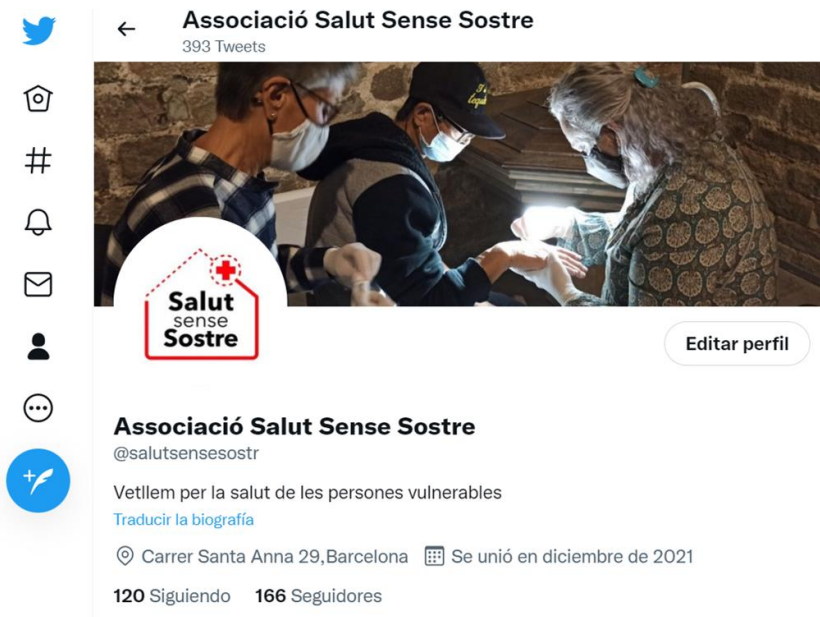 Associació Salut Sense Sostre
393 Tweets
Salut
sense
Sostre
Editar perfil
Associació Salut Sense Sostre
@salutsensesostr
Vetllem per la salut de les persones vulnerables
Traducir la biografía
Carrer Santa Anna 29,Barcelona Se unió en diciembre de 2021
120 Siguiendo 166 Seguidores